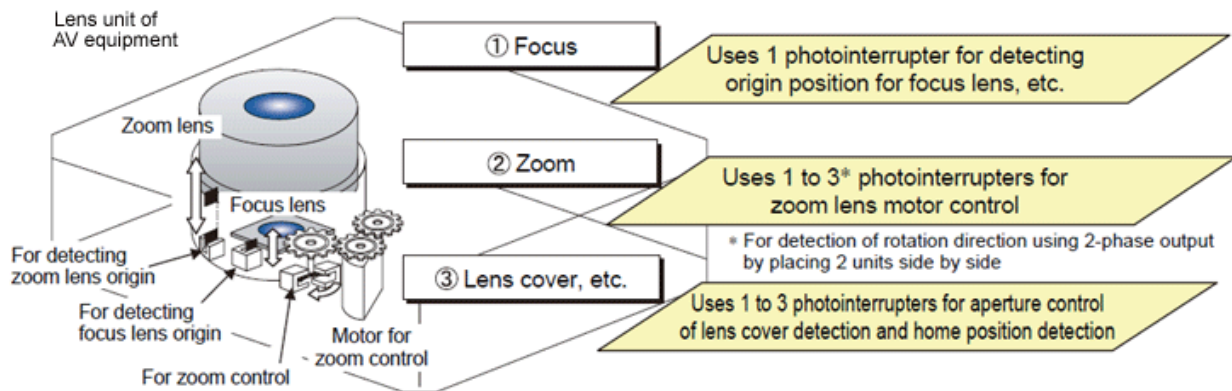 Lens unit of
AV equipment
① Focus
Uses 1 photointerrupter for detecting
origin position for focus lens, etc.
Zoom lens
② Zoom
Uses 1 to 3* photointerrupters for
zoom lens motor control
Focus lens
* For detection of rotation direction using 2-phase output
by placing 2 units side by side
For detecting
zoom lens origin
③ Lens cover, etc.
Uses 1 to 3 photointerrupters for aperture control
of lens cover detection and home position detection
For detecting
focus lens origin
Motor for
zoom control
For zoom control